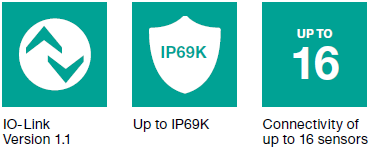 IP69K
UP TO
16
IO-Link
Version 1.1
Up to IP69K
Connectivity of
up to 16 sensors